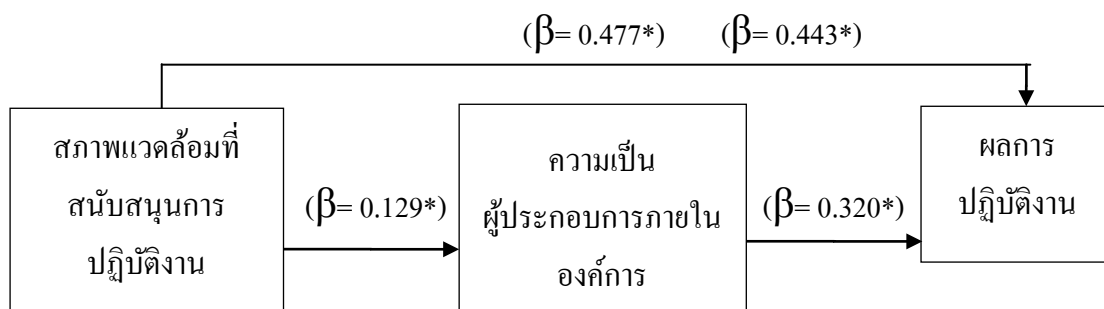 (β= 0.477*) (β= 0.443*)
สภาพแวดล้อมที่
สนับสนุนการ
ปฏิบัติงาน
(β= 0.129*)
ความเป็น
ผู้ประกอบการภายใน
องค์การ
(β= 0.320*)
ผลการ
ปฏิบัติงาน